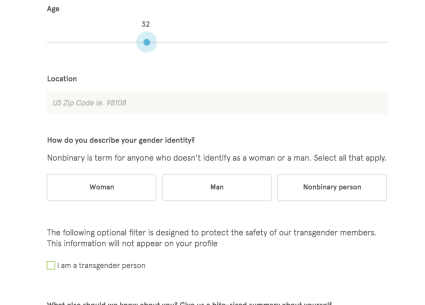 Age
32
Location
US Zip Code ie. 98108
How do you describe your gender identity?
Nonbinary is term for anyone who doesn't identify as a woman or a man. Select all that apply.
Woman
Man
Nonbinary person
The following optional filter is designed to protect the safety of our transgender members.
This information will not appear on your profile
I am a transgender person
What else should we know about you? Give us a bite-sized summary about yourself